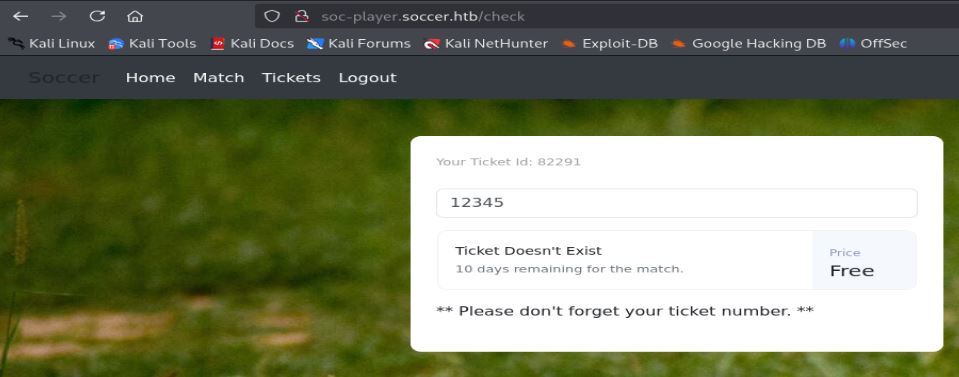 soc-player.soccer.htb/check
Kali Linux Kali Tools Kali Docs Kali Forums Kali NetHunter Exploit-DB Google Hacking DB OffSec
Soccer Home Match Tickets Logout
Your Ticket Id: 82291
12345
Ticket Doesn't Exist
10 days remaining for the match.
Price
Free
** Please don't forget your ticket number. **